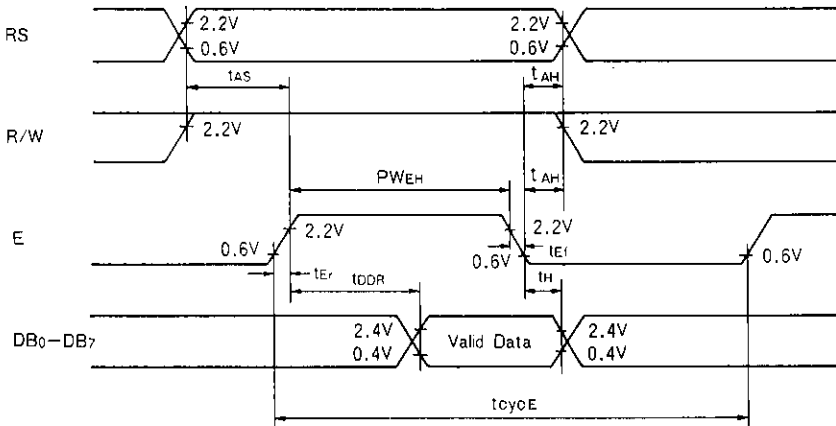 RS
2.2V
0.6V
2.2V
0.6V
tAS
tAH
R/W
2.2V
2.2V
PWEH
tAH
E
0.6V
2.2V
2.2V
0.6V
tEf
0.6V
tEr
tDDR
tH
DB0–DB7
2.4V
0.4V
Valid Data
2.4V
0.4V
tcycE